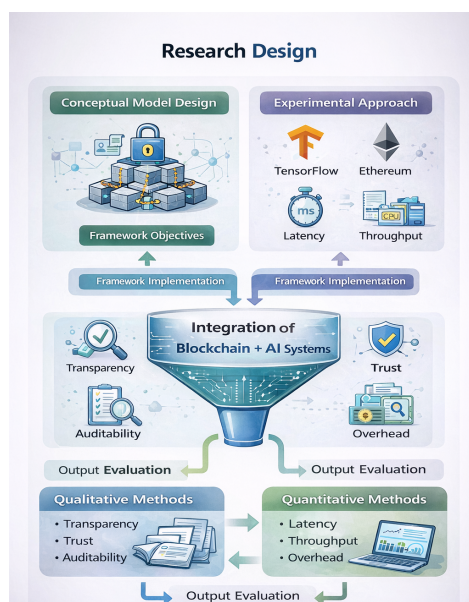 Research Design
Conceptual Model Design
Experimental Approach
TensorFlow
Ethereum
ms
CPU
Latency
Throughput
Framework Objectives
Framework Implementation
Framework Implementation
Integration of
Blockchain + AI Systems
Transparency
Trust
Auditability
$
Overhead
Output Evaluation
Output Evaluation
Qualitative Methods
• Transparency
• Trust
• Auditability
Quantitative Methods
• Latency
• Throughput
• Overhead
Output Evaluation